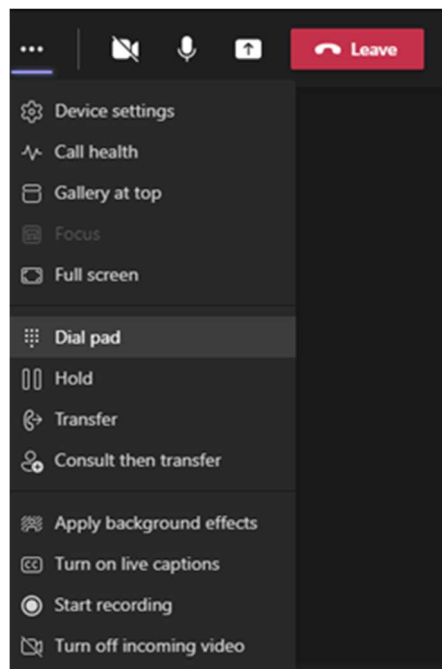 Leave
Device settings
Call health
Gallery at top
Focus
Full screen
Dial pad
Hold
Transfer
Consult then transfer
Apply background effects
CC Turn on live captions
Start recording
Turn off incoming video